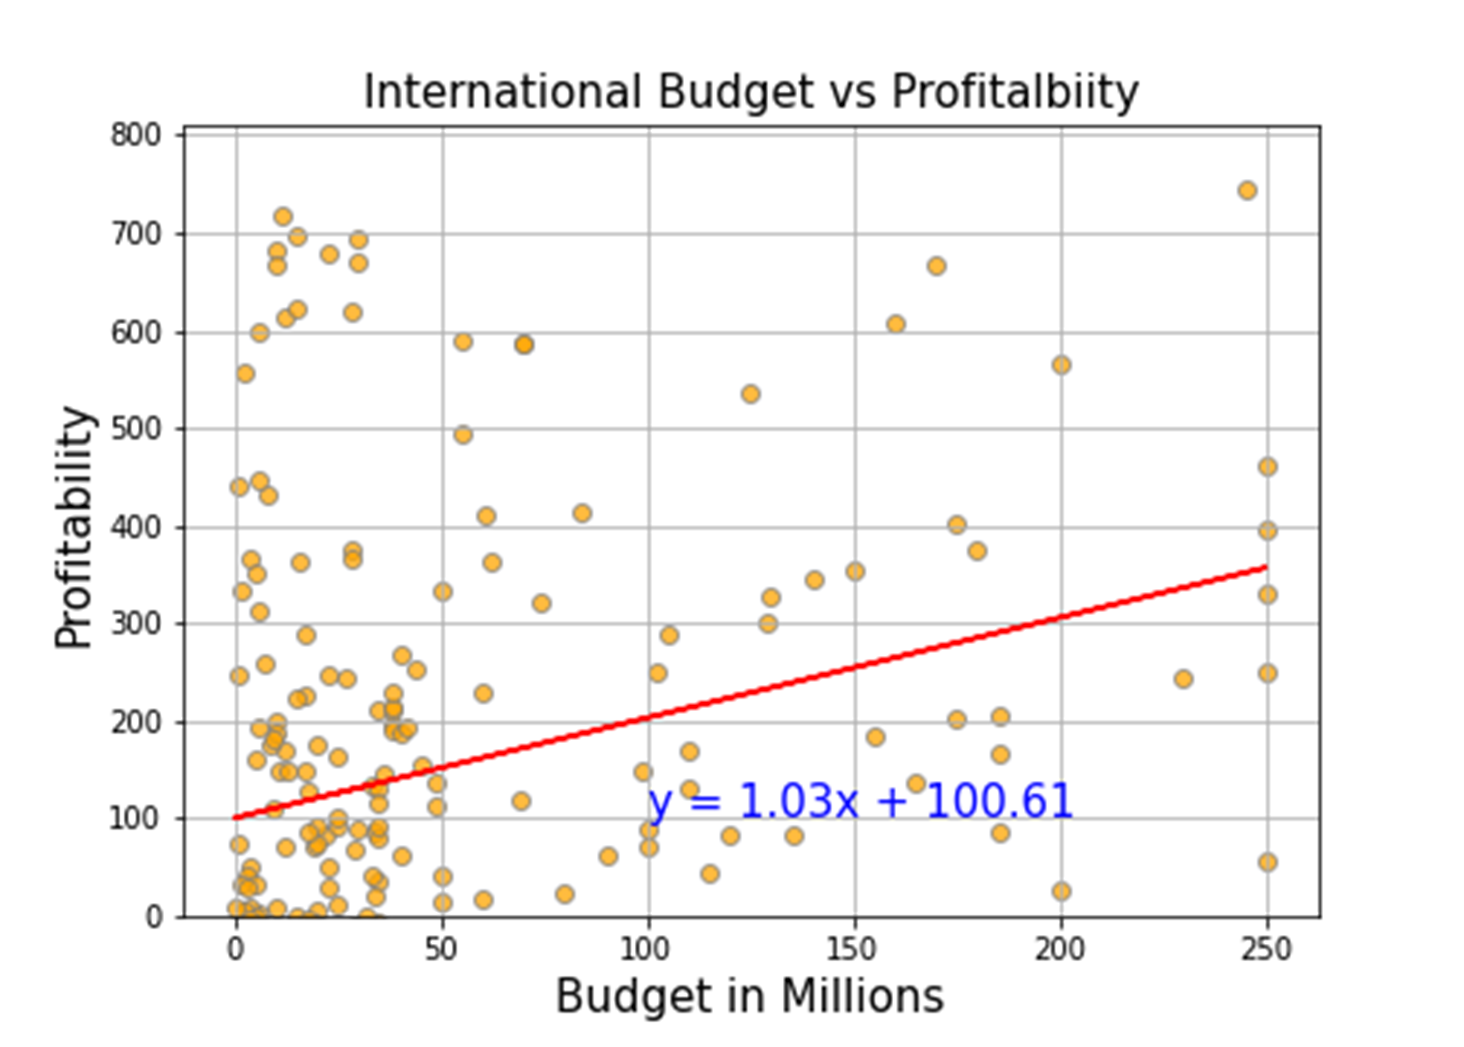 International Budget vs Profitalbiity
800
700
600
500
400
300
200
100
0
Profitability
y = 1.03x + 100.61
0 50 100 150 200 250
Budget in Millions